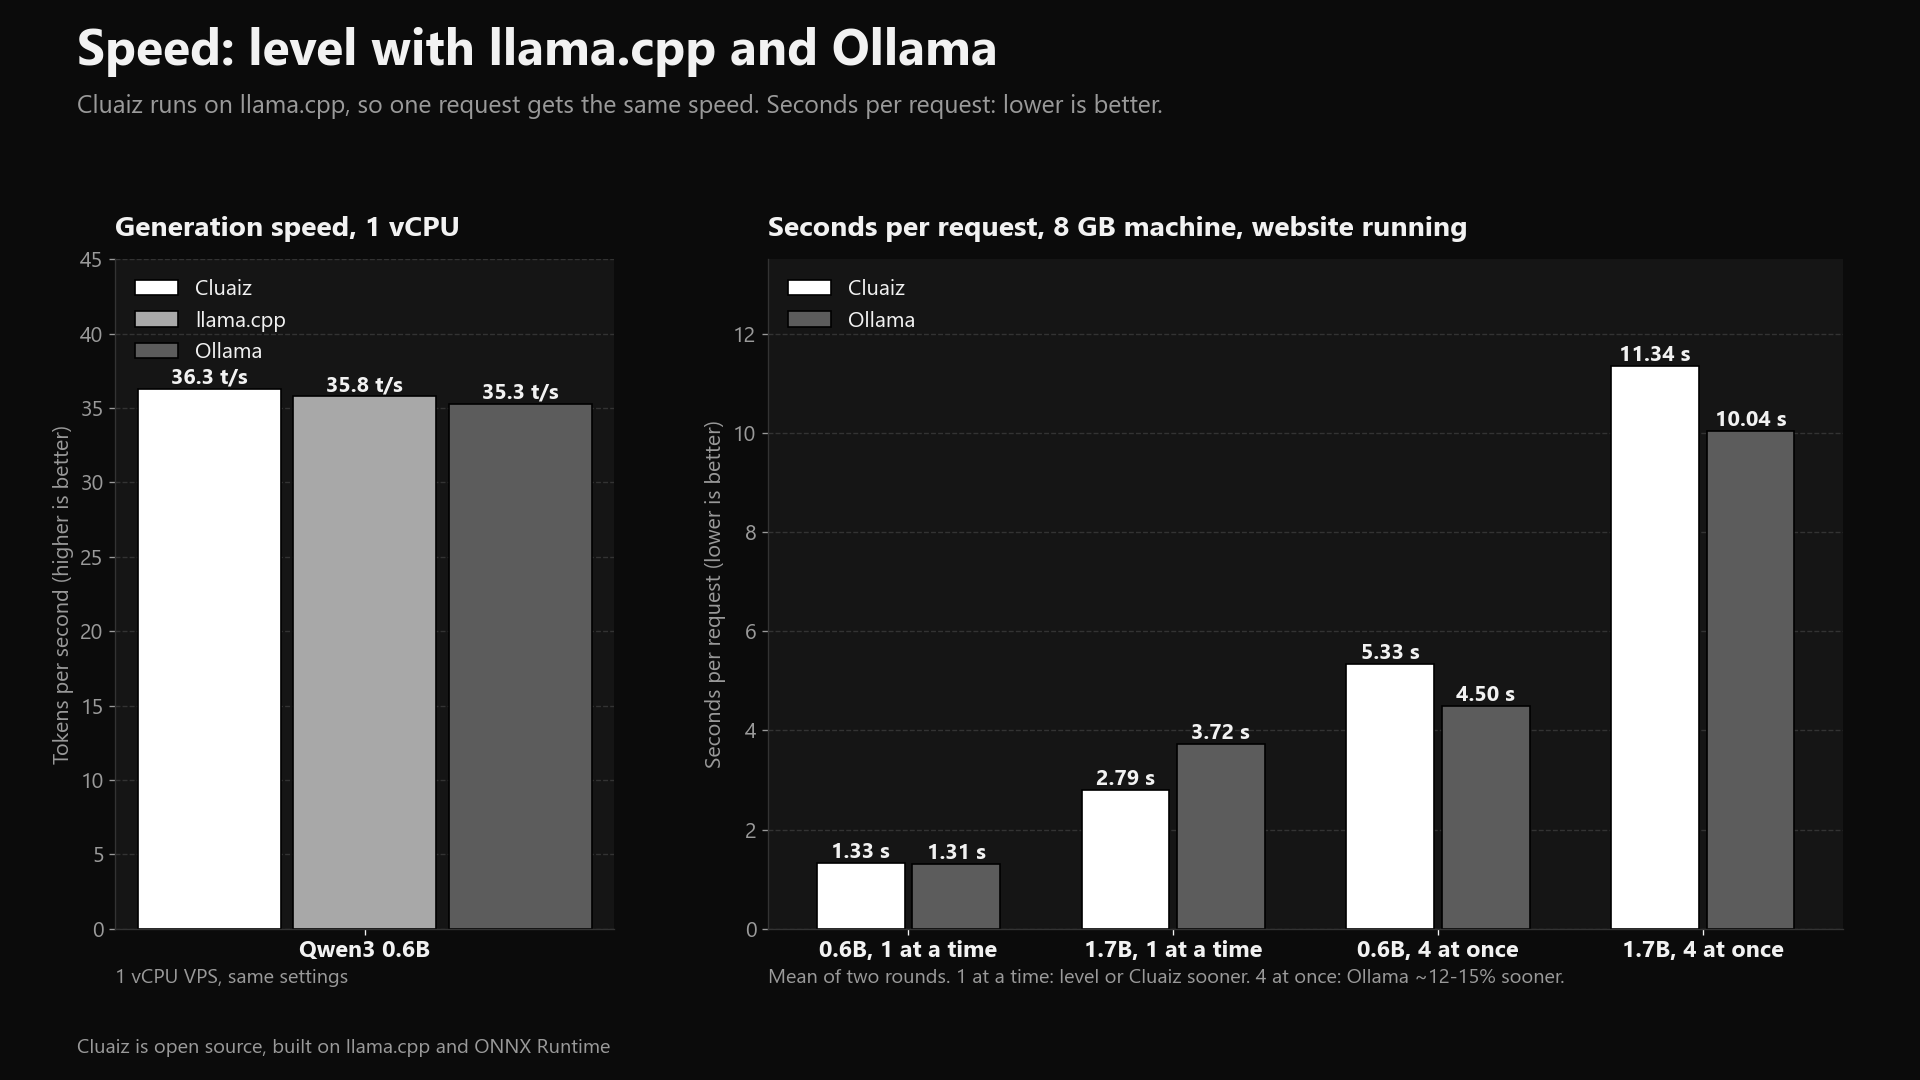 Speed: level with llama.cpp and Ollama
Cluaiz runs on llama.cpp, so one request gets the same speed. Seconds per request: lower is better.
Generation speed, 1 vCPU
Tokens per second (higher is better)
45
40
35
30
25
20
15
10
5
0
Cluaiz
llama.cpp
Ollama
36.3 t/s
35.8 t/s
35.3 t/s
Qwen3 0.6B
1 vCPU VPS, same settings
Seconds per request, 8 GB machine, website running
Seconds per request (lower is better)
12
10
8
6
4
2
0
Cluaiz
Ollama
1.33 s
1.31 s
2.79 s
3.72 s
5.33 s
4.50 s
11.34 s
10.04 s
0.6B, 1 at a time
1.7B, 1 at a time
0.6B, 4 at once
1.7B, 4 at once
Mean of two rounds. 1 at a time: level or Cluaiz sooner. 4 at once: Ollama ~12-15% sooner.
Cluaiz is open source, built on llama.cpp and ONNX Runtime